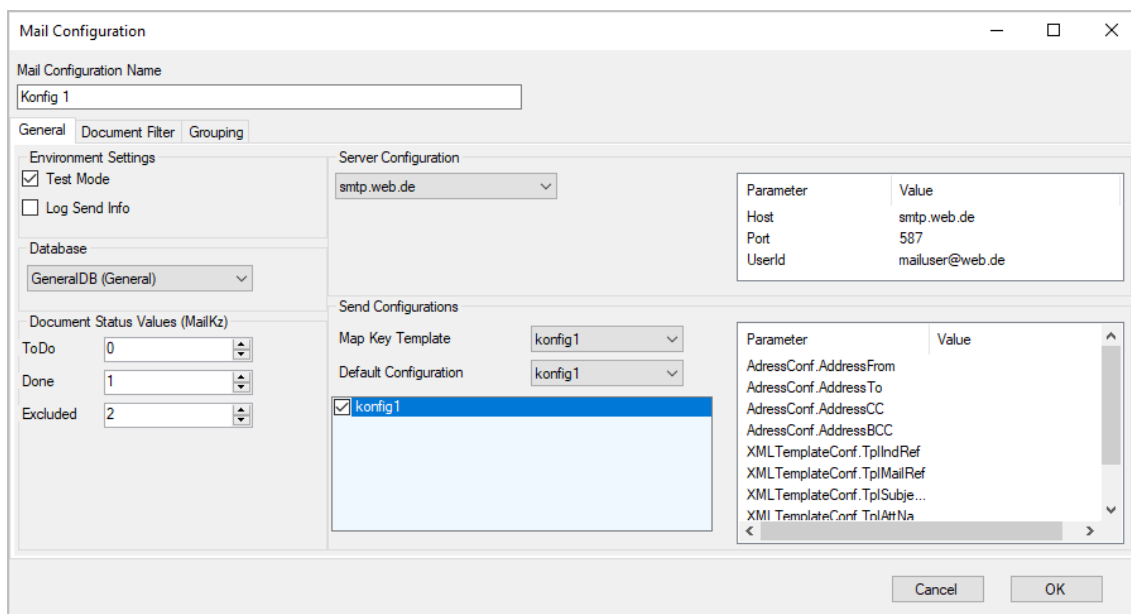 Mail Configuration
Mail Configuration Name
Konfig 1
General Document Filter Grouping
Environment Settings
Test Mode
Log Send Info
Database
GeneralDB (General)
Document Status Values (MailKz)
ToDo 0
Done 1
Excluded 2
Server Configuration
smtp.web.de
Parameter Value
Host smtp.web.de
Port 587
UserId mailuser@web.de
Send Configurations
Map Key Template konfig1
Default Configuration konfig1
konfig1
Parameter Value
AdressConf.AddressFrom
AdressConf.AddressTo
AdressConf.AddressCC
AdressConf.AddressBCC
XMLTemplateConf.TplIndRef
XMLTemplateConf.TplMailRef
XMLTemplateConf.TplSubje...
XMLTemplateConf.TplAttNa
Cancel OK